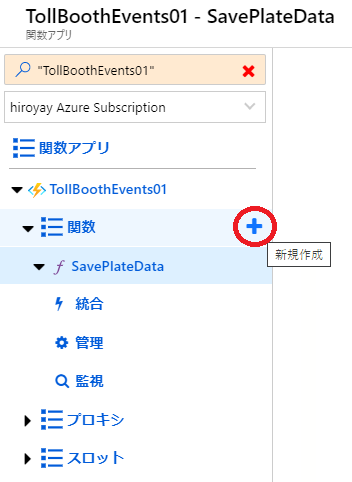 TollBoothEvents01 - SavePlateData
関数アプリ
"TollBoothEvents01"
hiroyay Azure Subscription
関数アプリ
TollBoothEvents01
関数
新規作成
f SavePlateData
統合
管理
監視
プロキシ
スロット